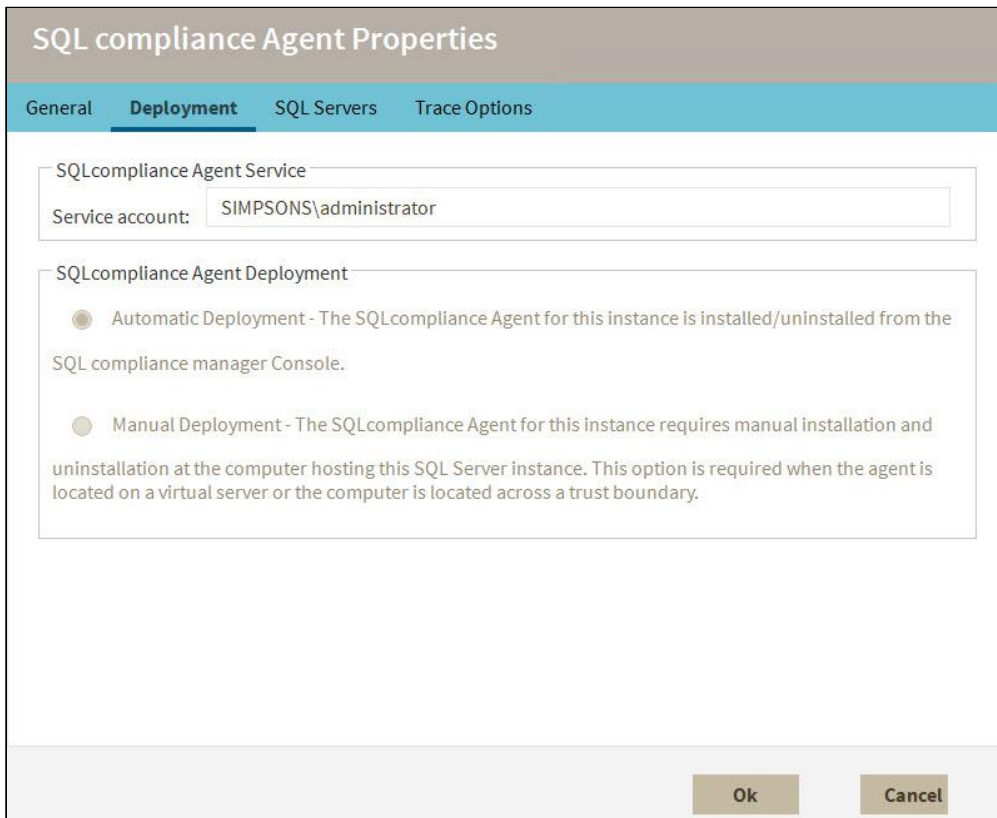 SQL compliance Agent Properties
General Deployment SQL Servers Trace Options
SQLcompliance Agent Service
Service account: SIMPSONS\administrator
SQLcompliance Agent Deployment
Automatic Deployment - The SQLcompliance Agent for this instance is installed/uninstalled from the
SQL compliance manager Console.
Manual Deployment - The SQLcompliance Agent for this instance requires manual installation and
uninstallation at the computer hosting this SQL Server instance. This option is required when the agent is
located on a virtual server or the computer is located across a trust boundary.
Ok Cancel